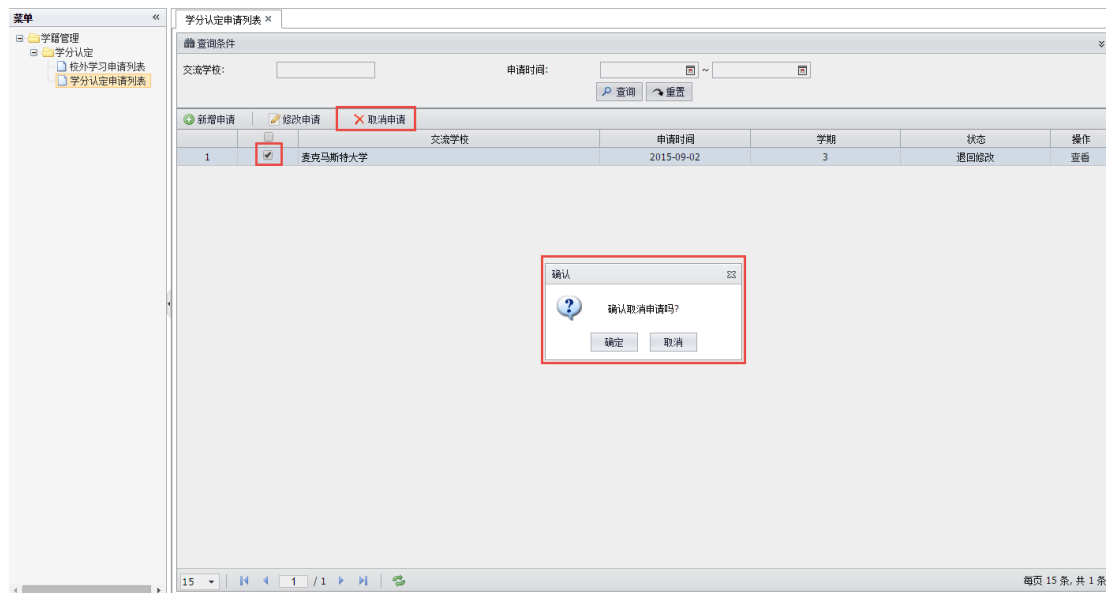 菜单 «
学籍管理
学分认定
校外学习申请列表
学分认定申请列表
学分认定申请列表 ×
查询条件
交流学校: 申请时间: ~
查询 重置
新增申请 修改申请 取消申请
交流学校 申请时间 学期 状态 操作
1 麦克马斯特大学 2015-09-02 3 退回修改 查看
确认
确认取消申请吗?
确定 取消
15 1 / 1 每页 15 条, 共 1 条